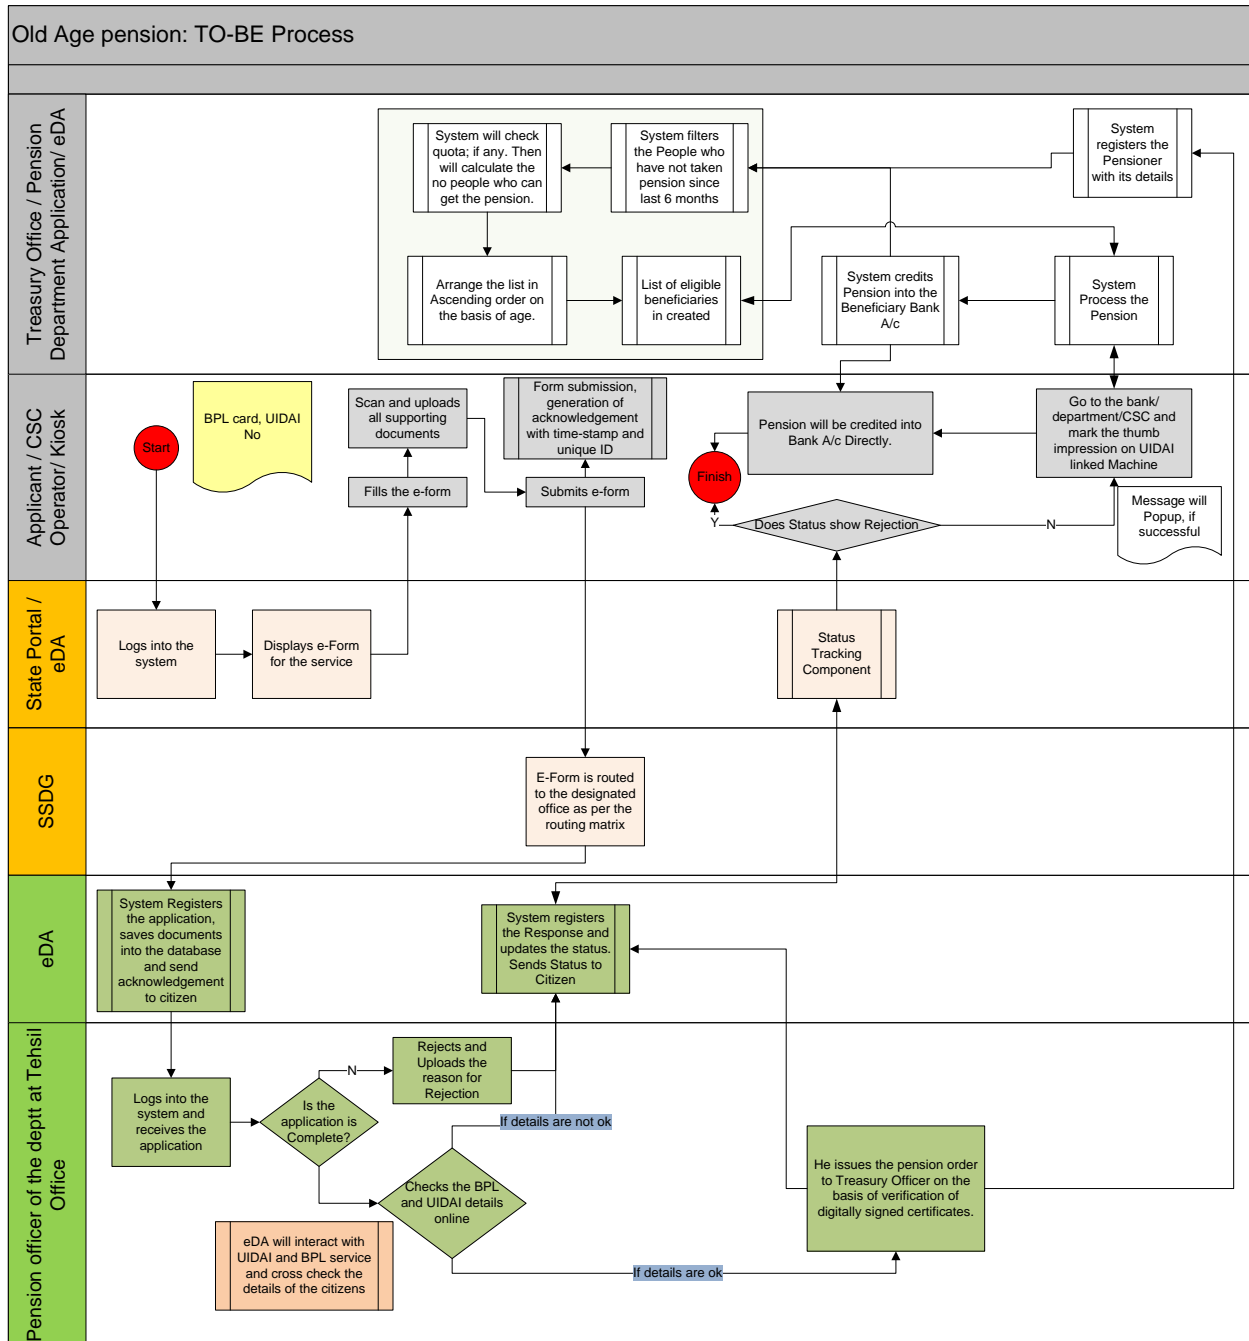 Old Age pension: TO-BE Process
Treasury Office / Pension
Department Application/ eDA
System will check
quota; if any. Then
will calculate the
no people who can
get the pension.
System filters
the People who
have not taken
pension since
last 6 months
System
registers the
Pensioner
with its details
Arrange the list in
Ascending order on
the basis of age.
List of eligible
beneficiaries
in created
System credits
Pension into the
Beneficiary Bank
A/c
System
Process the
Pension
Applicant / CSC
Operator/ Kiosk
Start
BPL card, UIDAI
No
Scan and uploads
all supporting
documents
Form submission,
generation of
acknowledgement
with time-stamp and
unique ID
Fills the e-form
Submits e-form
Pension will be credited into
Bank A/c Directly.
Go to the bank/
department/CSC and
mark the thumb
impression on UIDAI
linked Machine
Finish
Y
Does Status show Rejection
N
Message will
Popup, if
successful
State Portal /
eDA
Logs into the
system
Displays e-Form
for the service
Status
Tracking
Component
SSDG
E-Form is routed
to the designated
office as per the
routing matrix
eDA
System Registers
the application,
saves documents
into the database
and send
acknowledgement
to citizen
System registers
the Response and
updates the status.
Sends Status to
Citizen
Pension officer of the deptt at Tehsil
Office
Logs into the
system and
receives the
application
Is the
application is
Complete?
N
Rejects and
Uploads the
reason for
Rejection
If details are not ok
Checks the BPL
and UIDAI details
online
eDA will interact with
UIDAI and BPL service
and cross check the
details of the citizens
If details are ok
He issues the pension order
to Treasury Officer on the
basis of verification of
digitally signed certificates.